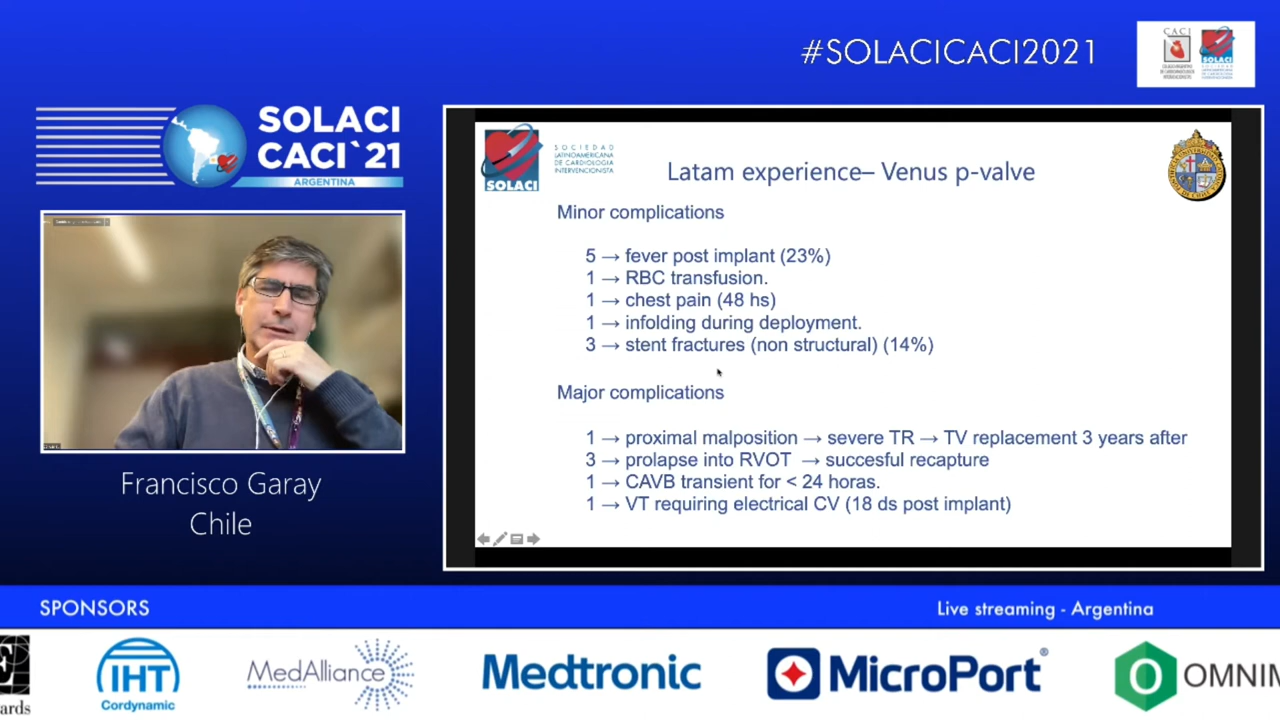 #SOLACICACI2021
CACI
SOLACI
SOLACI
CACI`21
ARGENTINA
SOLACI
SOCIEDAD
LATINOAMERICANA
DE CARDIOLOGIA
INTERVENCIONISTA
Latam experience– Venus p-valve
Minor complications
5 → fever post implant (23%)
1 → RBC transfusion.
1 → chest pain (48 hs)
1 → infolding during deployment.
3 → stent fractures (non structural) (14%)
Major complications
1 → proximal malposition → severe TR → TV replacement 3 years after
3 → prolapse into RVOT → succesful recapture
1 → CAVB transient for < 24 horas.
1 → VT requiring electrical CV (18 ds post implant)
Francisco Garay
Chile
SPONSORS
Live streaming - Argentina
E
ards
IHT
Cordynamic
MedAlliance
Medtronic
MicroPort®
OMNIM